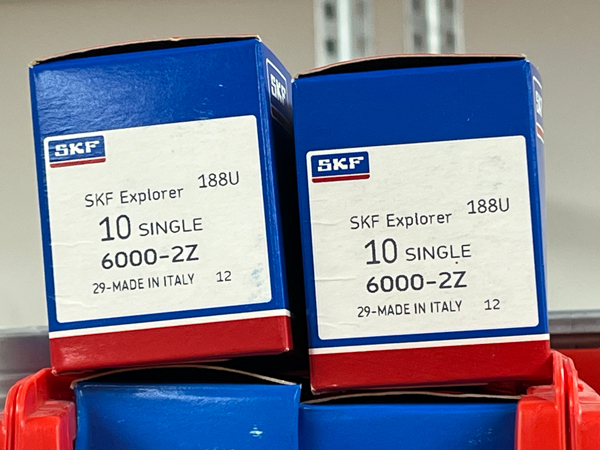 SKF
SKF Explorer 188U
10 SINGLE
6000-2Z
29-MADE IN ITALY 12
SKF
SKF
SKF Explorer 188U
10 SINGLE
6000-2Z
29-MADE IN ITALY 12